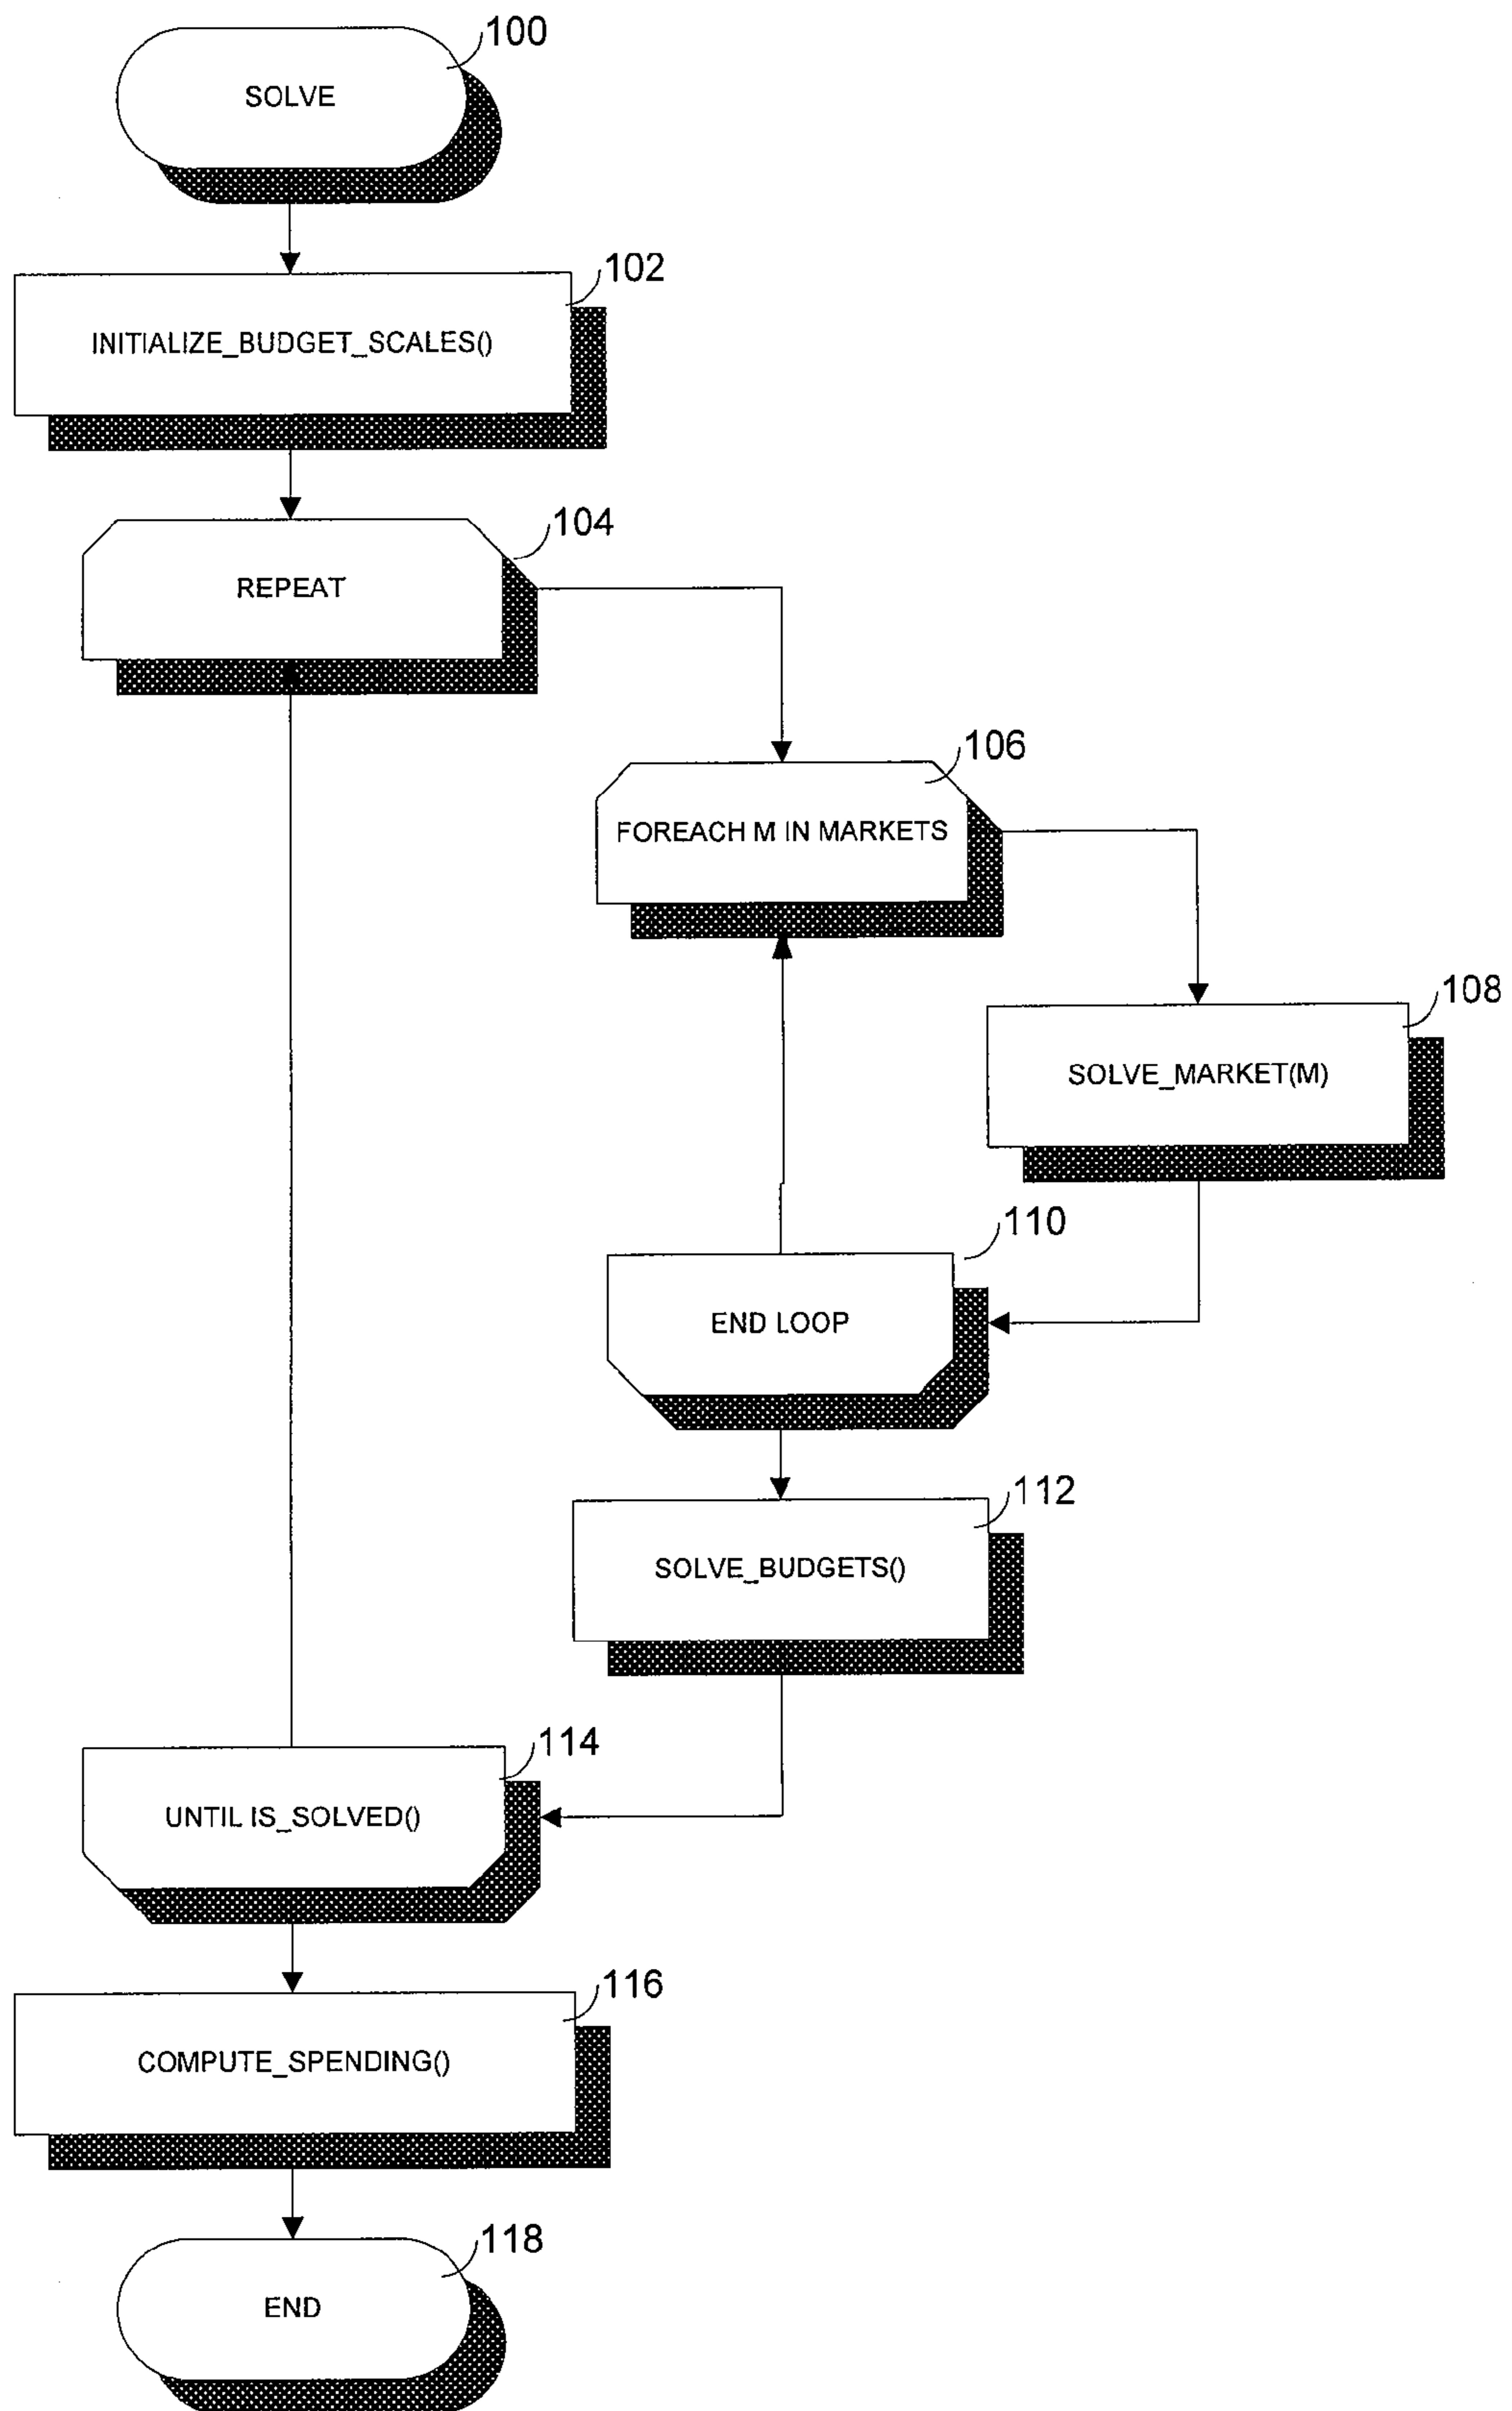 100
SOLVE
102
INITIALIZE_BUDGET_SCALES()
104
REPEAT
106
FOREACH M IN MARKETS
108
SOLVE_MARKET(M)
110
END LOOP
112
SOLVE_BUDGETS()
114
UNTIL IS_SOLVED()
116
COMPUTE_SPENDING()
118
END